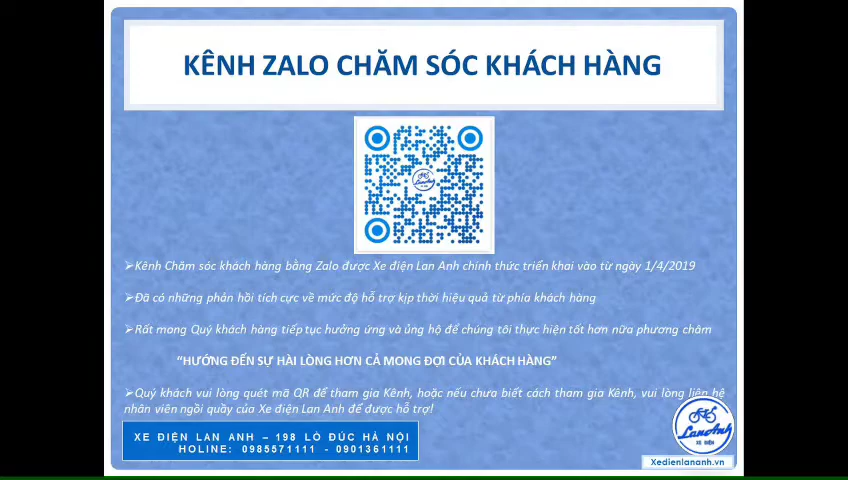 KÊNH ZALO CHĂM SÓC KHÁCH HÀNG
➢Kênh Chăm sóc khách hàng bằng Zalo được Xe điện Lan Anh chính thức triển khai vào từ ngày 1/4/2019
➢Đã có những phản hồi tích cực về mức độ hỗ trợ kịp thời hiệu quả từ phía khách hàng
➢Rất mong Quý khách hàng tiếp tục hưởng ứng và ủng hộ để chúng tôi thực hiện tốt hơn nữa phương châm
“HƯỚNG ĐẾN SỰ HÀI LÒNG HƠN CẢ MONG ĐỢI CỦA KHÁCH HÀNG”
➢Quý khách vui lòng quét mã QR để tham gia Kênh, hoặc nếu chưa biết cách tham gia Kênh, vui lòng liên hệ
nhân viên ngồi quầy của Xe điện Lan Anh để được hỗ trợ!
XE ĐIỆN LAN ANH – 198 LÒ ĐÚC HÀ NỘI
HOLINE: 0985571111 - 0901361111
LanAnh
XE ĐIỆN
Xedienlananh.vn